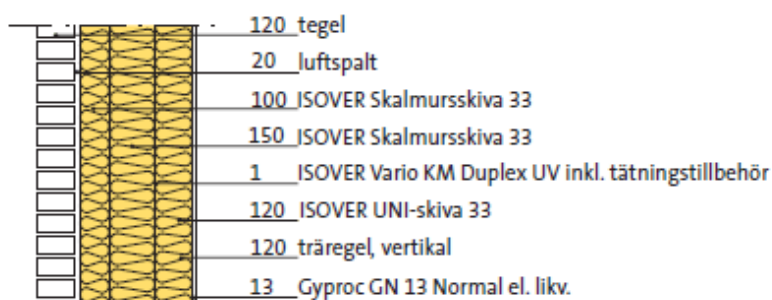 120 tegel
20 luftspalt
100 ISOVER Skalmursskiva 33
150 ISOVER Skalmursskiva 33
1 ISOVER Vario KM Duplex UV inkl. tätningstillbehör
120 ISOVER UNI-skiva 33
120 träregel, vertikal
13 Gyproc GN 13 Normal el. likv.